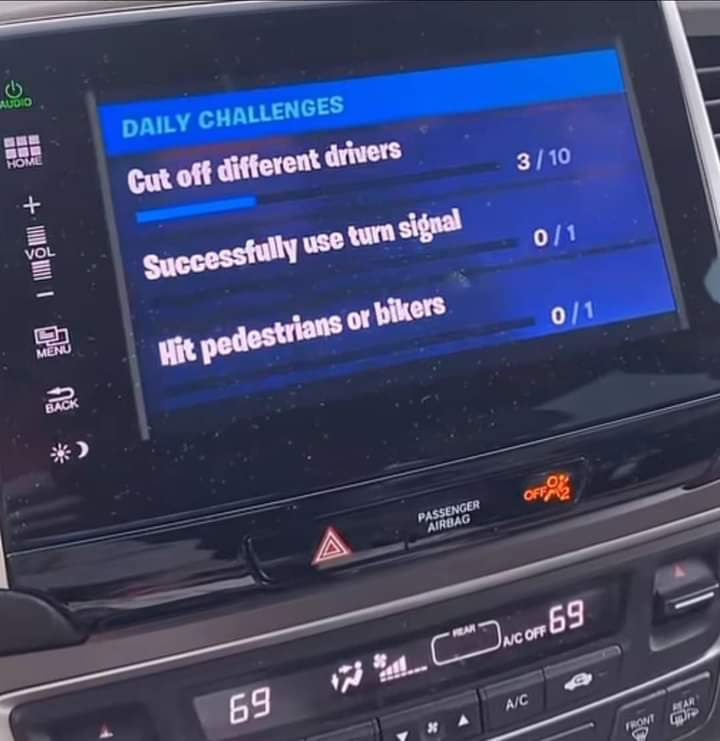 AUDIO
HOME
+
VOL
−
MENU
BACK
DAILY CHALLENGES
Cut off different drivers
3 / 10
Successfully use turn signal
0 / 1
Hit pedestrians or bikers
0 / 1
PASSENGER
AIRBAG
OFF 2
69
REAR
A/C OFF
69
A/C
FRONT
REAR